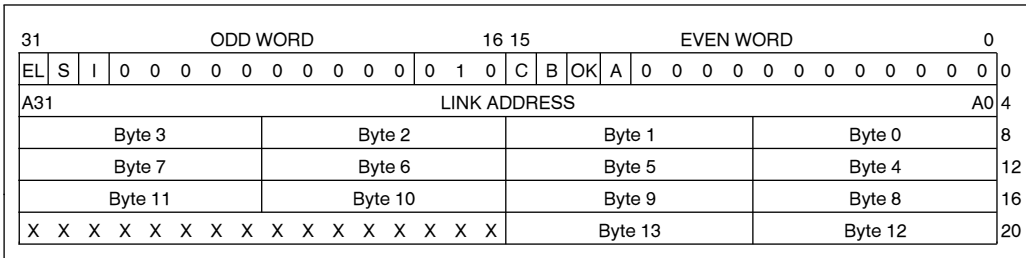 31 ODD WORD 16 15 EVEN WORD 0
EL S I 0 0 0 0 0 0 0 0 0 0 0 1 0 C B OK A 0 0 0 0 0 0 0 0 0 0 0 0 0
A31 LINK ADDRESS A0 4
Byte 3 Byte 2 Byte 1 Byte 0 8
Byte 7 Byte 6 Byte 5 Byte 4 12
Byte 11 Byte 10 Byte 9 Byte 8 16
X X X X X X X X X X X X X X X X Byte 13 Byte 12 20